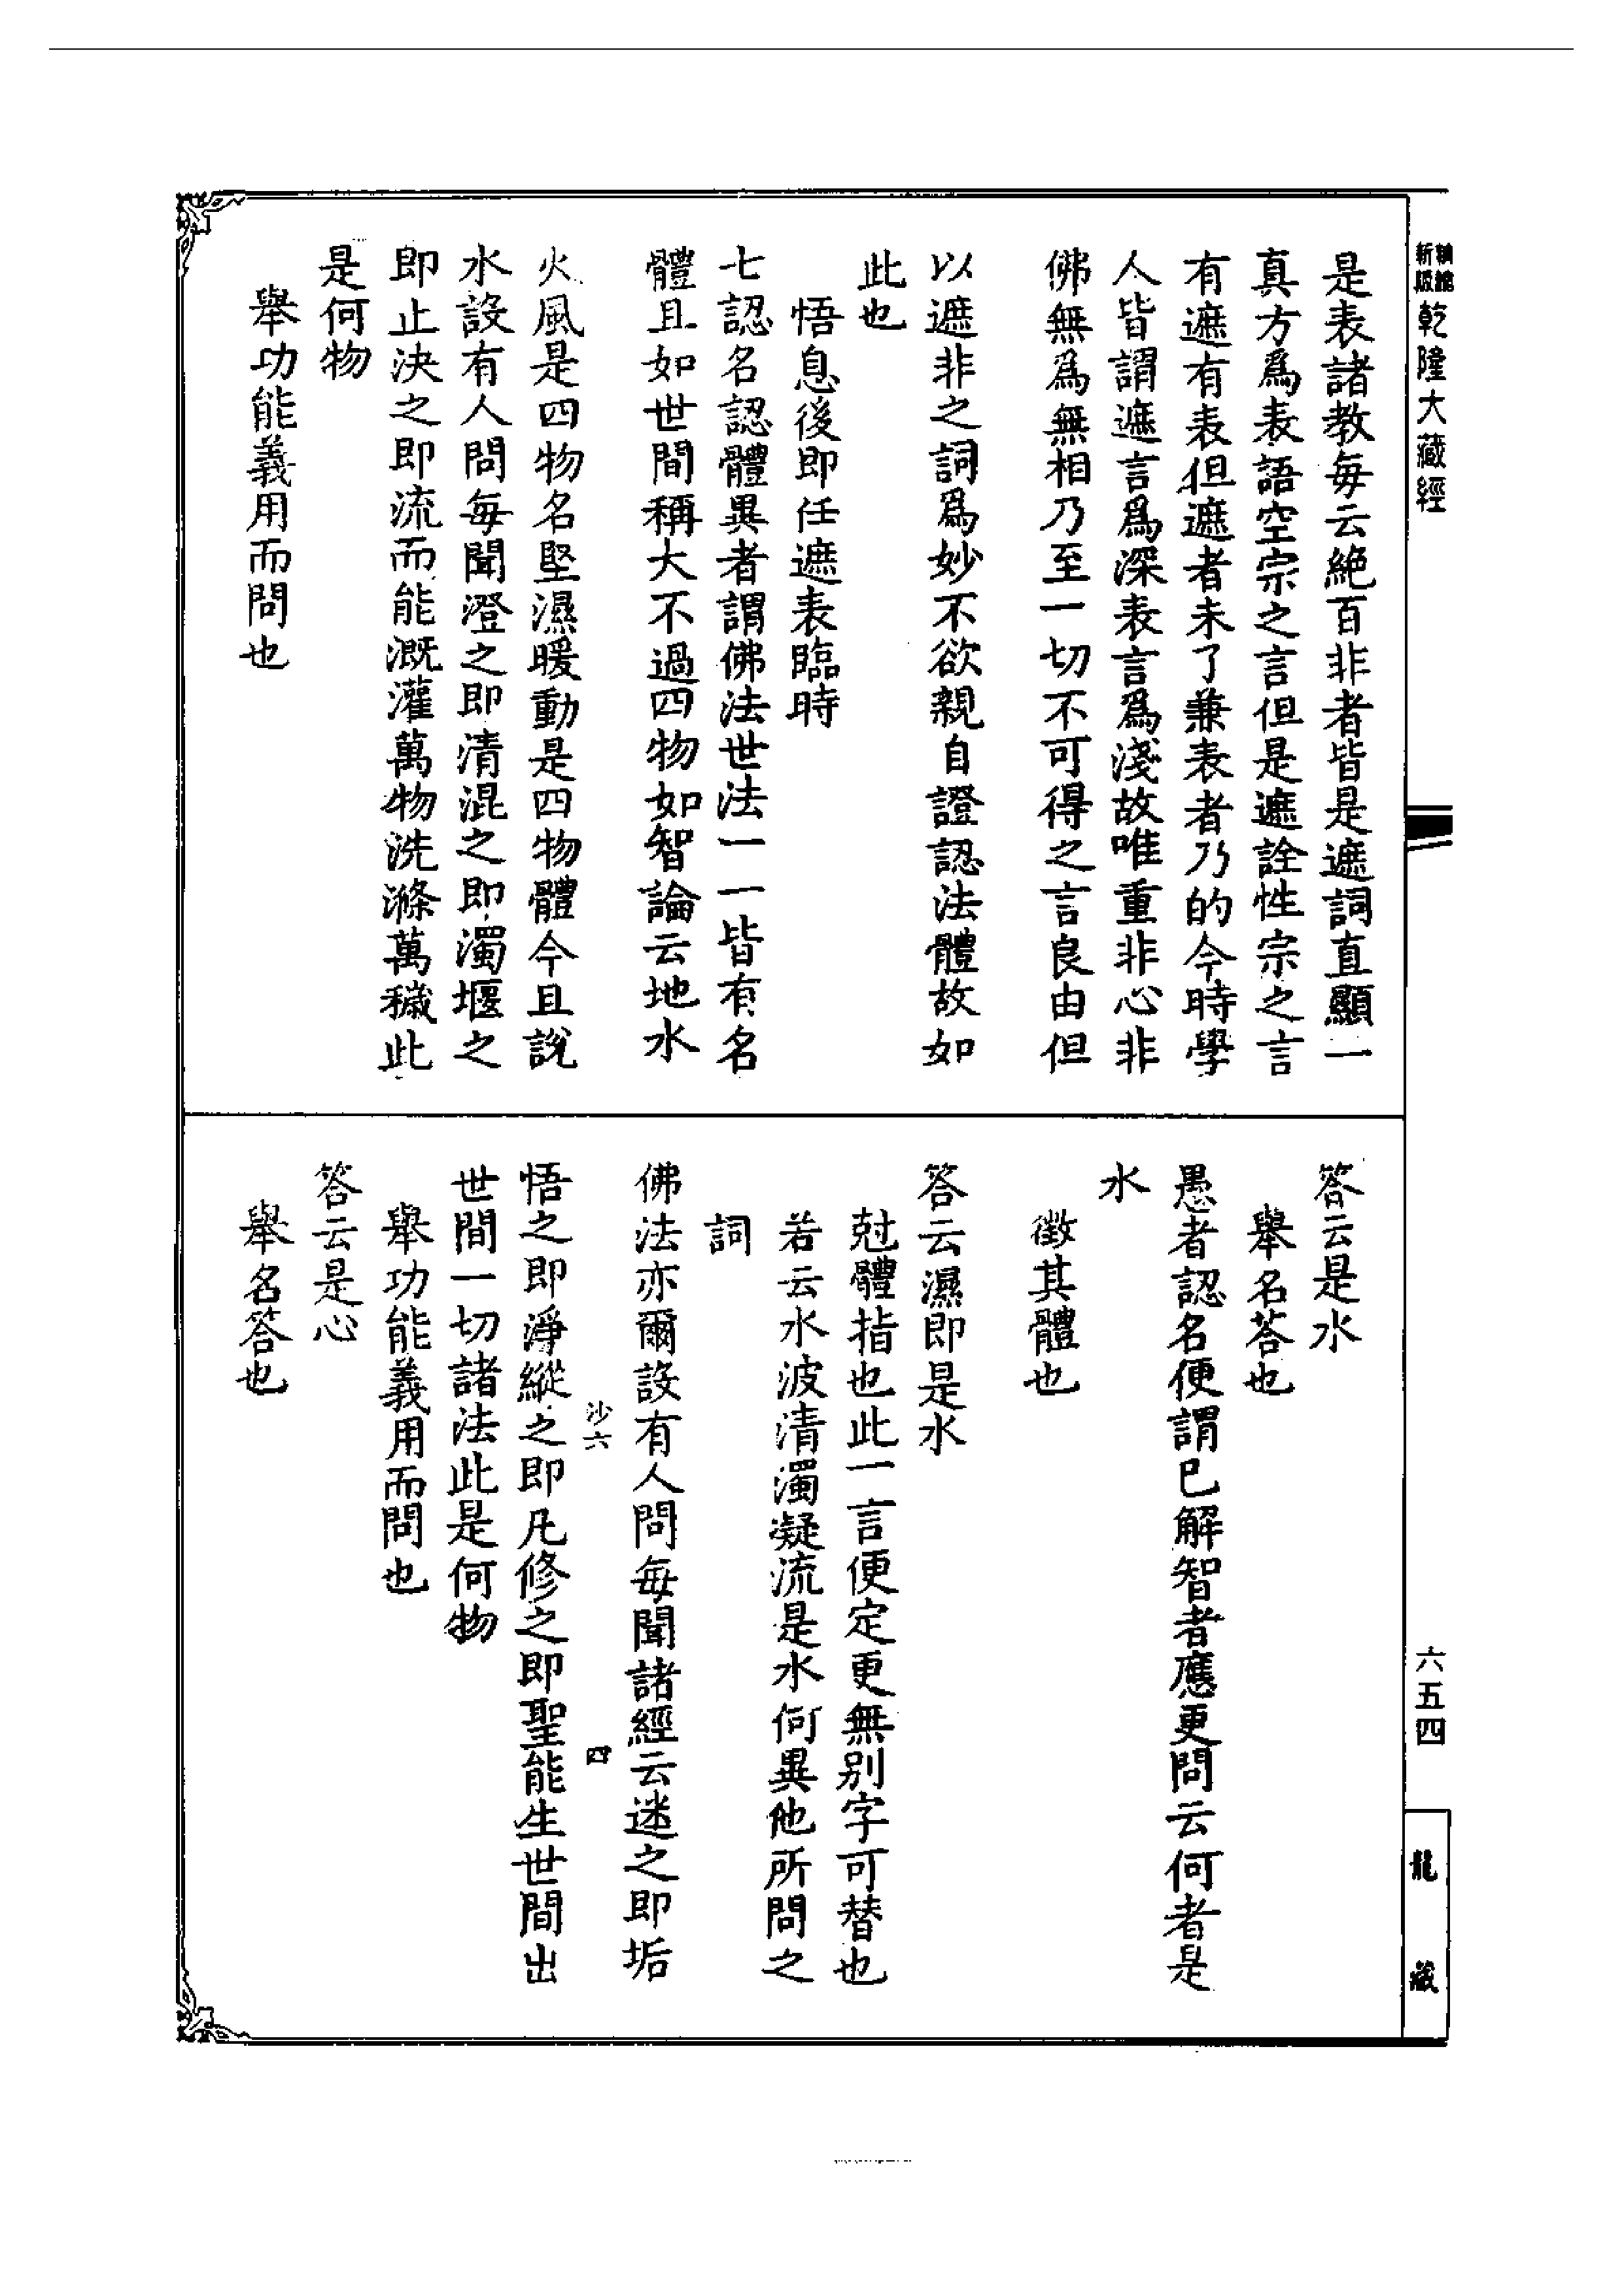 新編
新版
乾隆大藏經
是表諸教每云絶百非者皆是遮詞直顯一
真方爲表語空宗之言但是遮詮性宗之言
有遮有表但遮者未了兼表者乃的今時學
人皆謂遮言爲深表言爲淺故唯重非心非
佛無爲無相乃至一切不可得之言良由但
以遮非之詞爲妙不欲親自證認法體故如
此也
悟息後即任遮表臨時
七認名認體異者謂佛法世法一一皆有名
體且如世間稱大不過四物如智論云地水
火風是四物名堅濕暖動是四物體今且說
水設有人問每聞澄之即清混之即濁堰之
即止決之即流而能溉灌萬物洗滌萬穢此
是何物
舉功能義用而問也
答云是水
舉名荅也
愚者認名便謂已解智者應更問云何者是
水
徵其體也
答云濕即是水
尅體指也此一言便定更無别字可替也
若云水波清濁凝流是水何異他所問之
詞
佛法亦爾設有人問每聞諸經云迷之即垢
沙六
四
悟之即淨縱之即凡修之即聖能生世間出
世間一切諸法此是何物
舉功能義用而問也
答云是心
舉名答也
六五四
龍藏